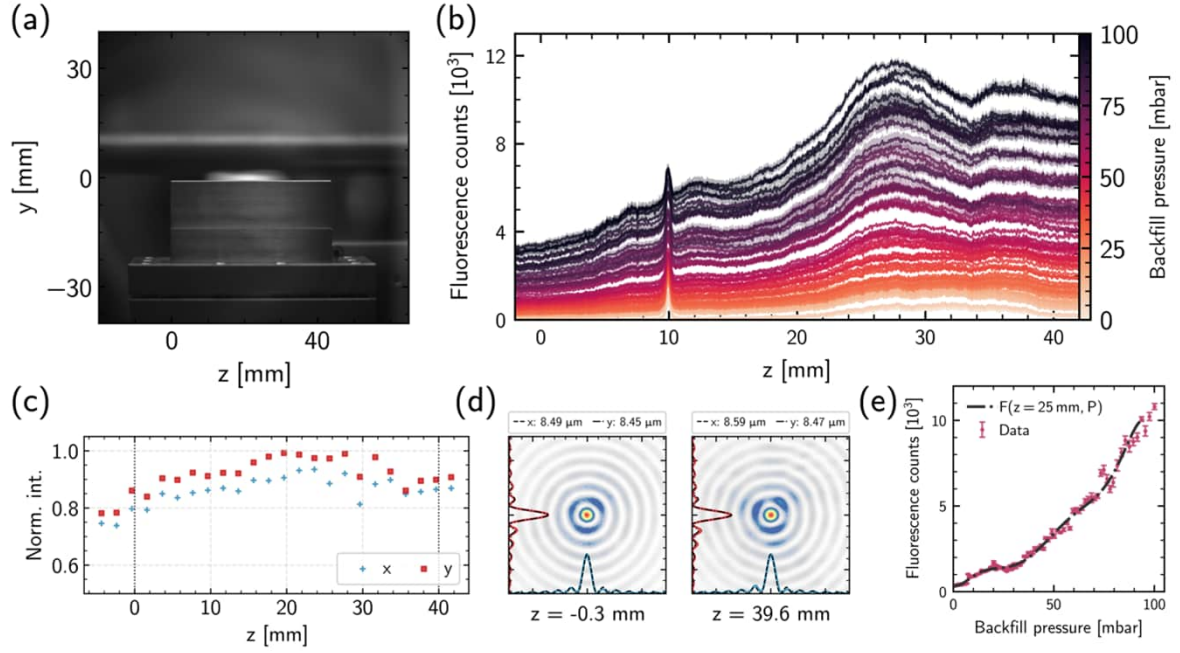 (a)
30
0
−30
y [mm]
0
40
z [mm]
(b)
12
8
4
0
Fluorescence counts [10³]
0
10
20
30
40
z [mm]
100
75
50
25
0
Backfill pressure [mbar]
(c)
1.0
0.8
0.6
Norm. int.
x
y
0
10
20
30
40
z [mm]
(d)
x: 8.49 µm
y: 8.45 µm
z = -0.3 mm
x: 8.59 µm
y: 8.47 µm
z = 39.6 mm
(e)
10
5
0
Fluorescence counts [10³]
F(z = 25 mm, P)
Data
0
50
100
Backfill pressure [mbar]